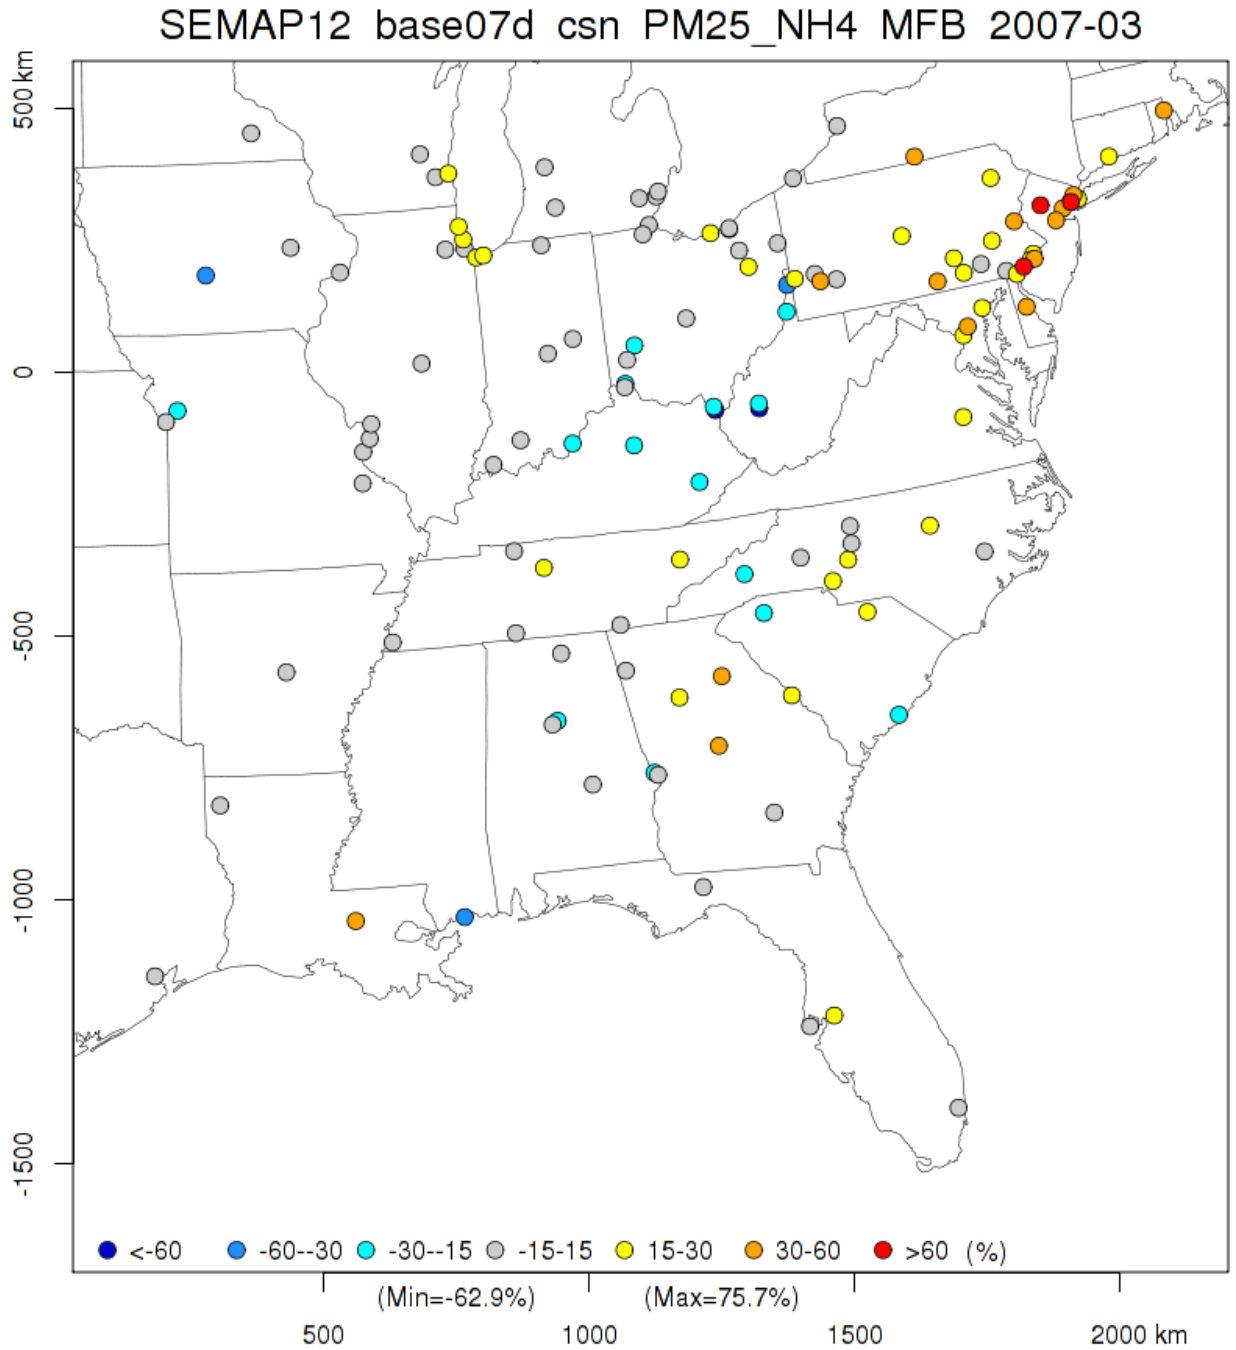 SEMAP12 base07d csn PM25_NH4 MFB 2007-03
500 km
0
-500
-1000
-1500
<-60 -60--30 -30--15 -15-15 15-30 30-60 >60 (%)
(Min=-62.9%) (Max=75.7%)
500 1000 1500 2000 km